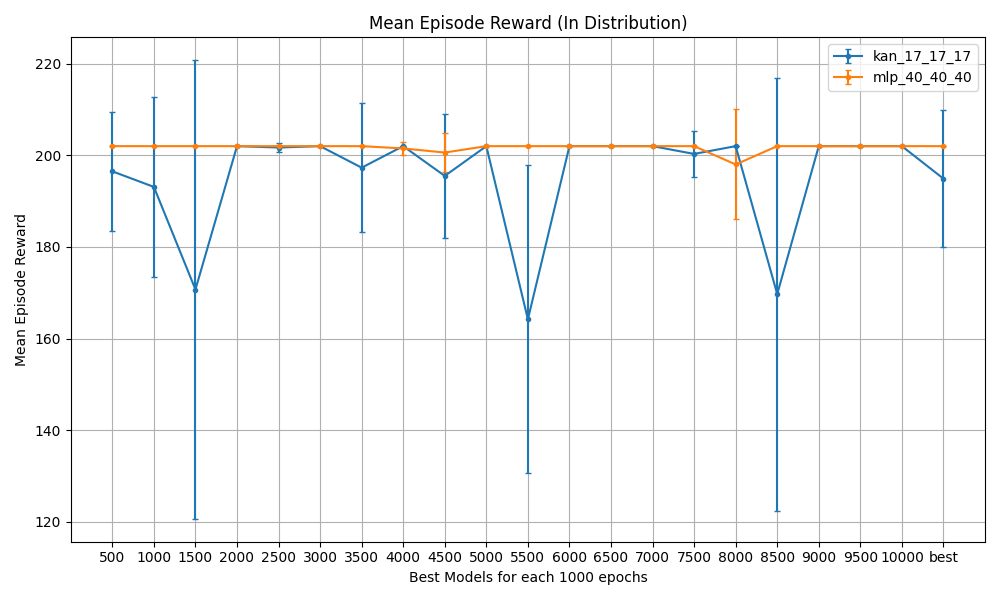 Mean Episode Reward (In Distribution)
kan_17_17_17
mlp_40_40_40
Mean Episode Reward
220
200
180
160
140
120
500 1000 1500 2000 2500 3000 3500 4000 4500 5000 5500 6000 6500 7000 7500 8000 8500 9000 9500 10000 best
Best Models for each 1000 epochs